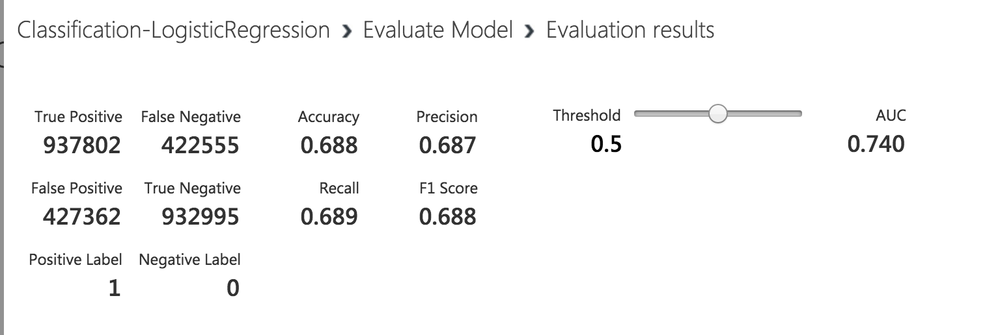 Classification-LogisticRegression › Evaluate Model › Evaluation results
True Positive False Negative Accuracy Precision Threshold AUC
937802 422555 0.688 0.687 0.5 0.740
False Positive True Negative Recall F1 Score
427362 932995 0.689 0.688
Positive Label Negative Label
1 0